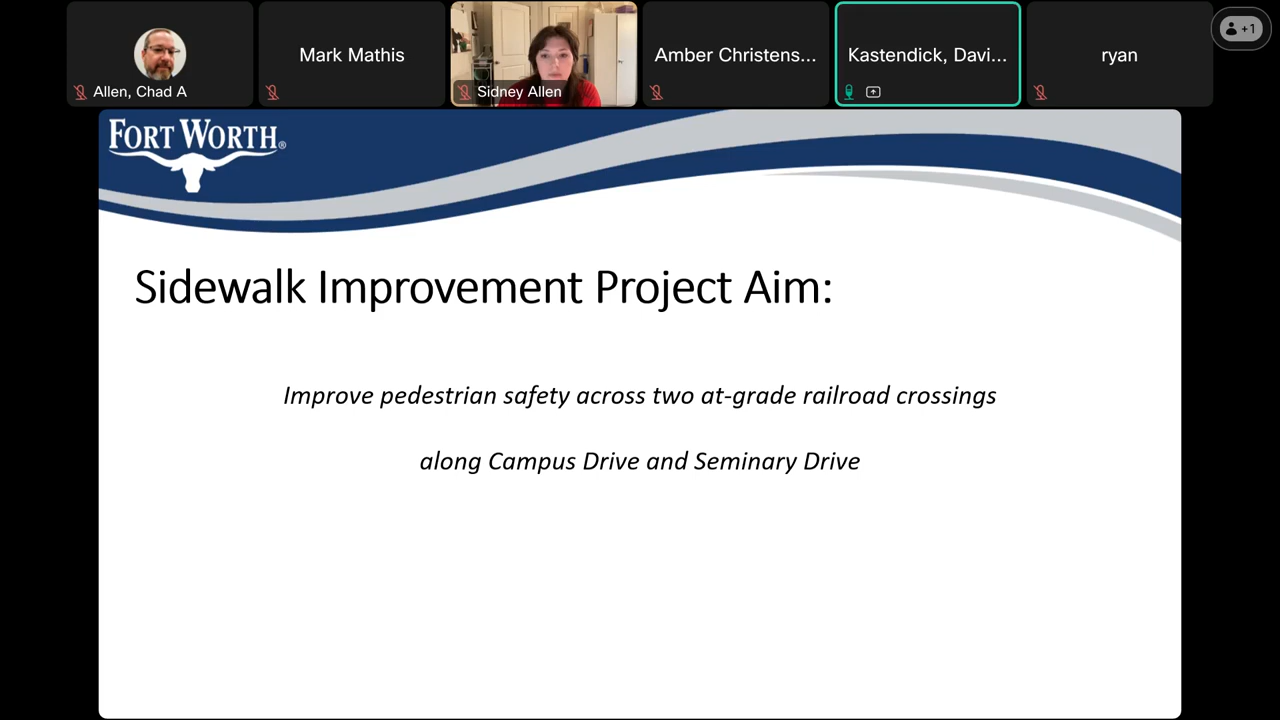 Allen, Chad A
Mark Mathis
Sidney Allen
Amber Christens...
Kastendick, Davi...
ryan
+1
FORT WORTH®
Sidewalk Improvement Project Aim:
Improve pedestrian safety across two at-grade railroad crossings
along Campus Drive and Seminary Drive